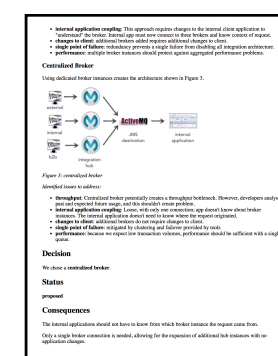 • internal application coupling: This approach requires changes to the internal client application to
"understand" the broker. Internal app must now connect to three brokers and know context of request.
• changes to client: additional brokers added requires additional changes to client.
• single point of failure: redundancy prevents a single failure from disabling all integration architecture.
• performance: multiple broker instances should protect against aggregated performance problems.
Centralized Broker
Using dedicated broker instances creates the architecture shown in Figure 3.
external
internal
ActiveMQ
b2b
integration
hub
JMS
destination
internal
application
Figure 3: centralized broker
Identified issues to address:
• throughput: Centralized broker potentially creates a throughput bottleneck. However, developers analys
past and expected future usage, and this shouldn't create problem.
• internal application coupling: Loose, with only one connection; app doesn't know about broker
instances. The internal application doesn't need to know where the request originated.
• changes to client: additional brokers do not require changes to client.
• single point of failure: mitigated by clustering and failover provided by tools
• performance: because we expect low transaction volumes, performance should be sufficient with a singl
queue.
Decision
We chose a centralized broker.
Status
proposed
Consequences
The internal applications should not have to know from which broker instance the request came from.
Only a single broker connection is needed, allowing for the expansion of additional hub instances with no
application changes.